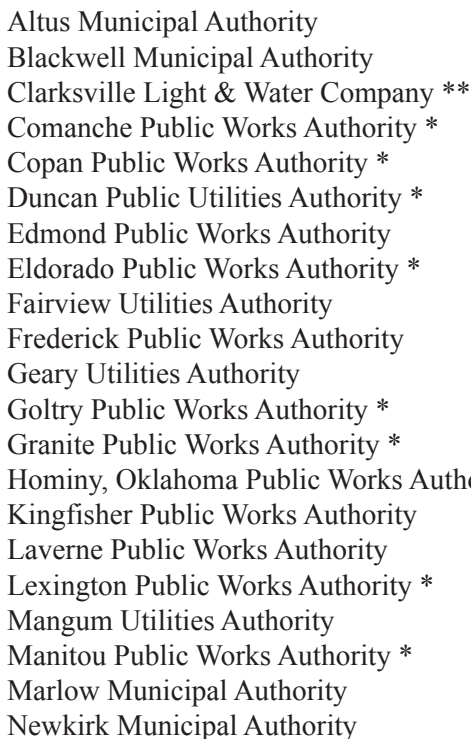 Altus Municipal Authority
Blackwell Municipal Authority
Clarksville Light & Water Company **
Comanche Public Works Authority *
Copan Public Works Authority *
Duncan Public Utilities Authority *
Edmond Public Works Authority
Eldorado Public Works Authority *
Fairview Utilities Authority
Frederick Public Works Authority
Geary Utilities Authority
Goltry Public Works Authority *
Granite Public Works Authority *
Hominy, Oklahoma Public Works
Kingfisher Public Works Authority
Laverne Public Works Authority
Lexington Public Works Authority *
Mangum Utilities Authority
Manitou Public Works Authority *
Marlow Municipal Authority
Newkirk Municipal Authority